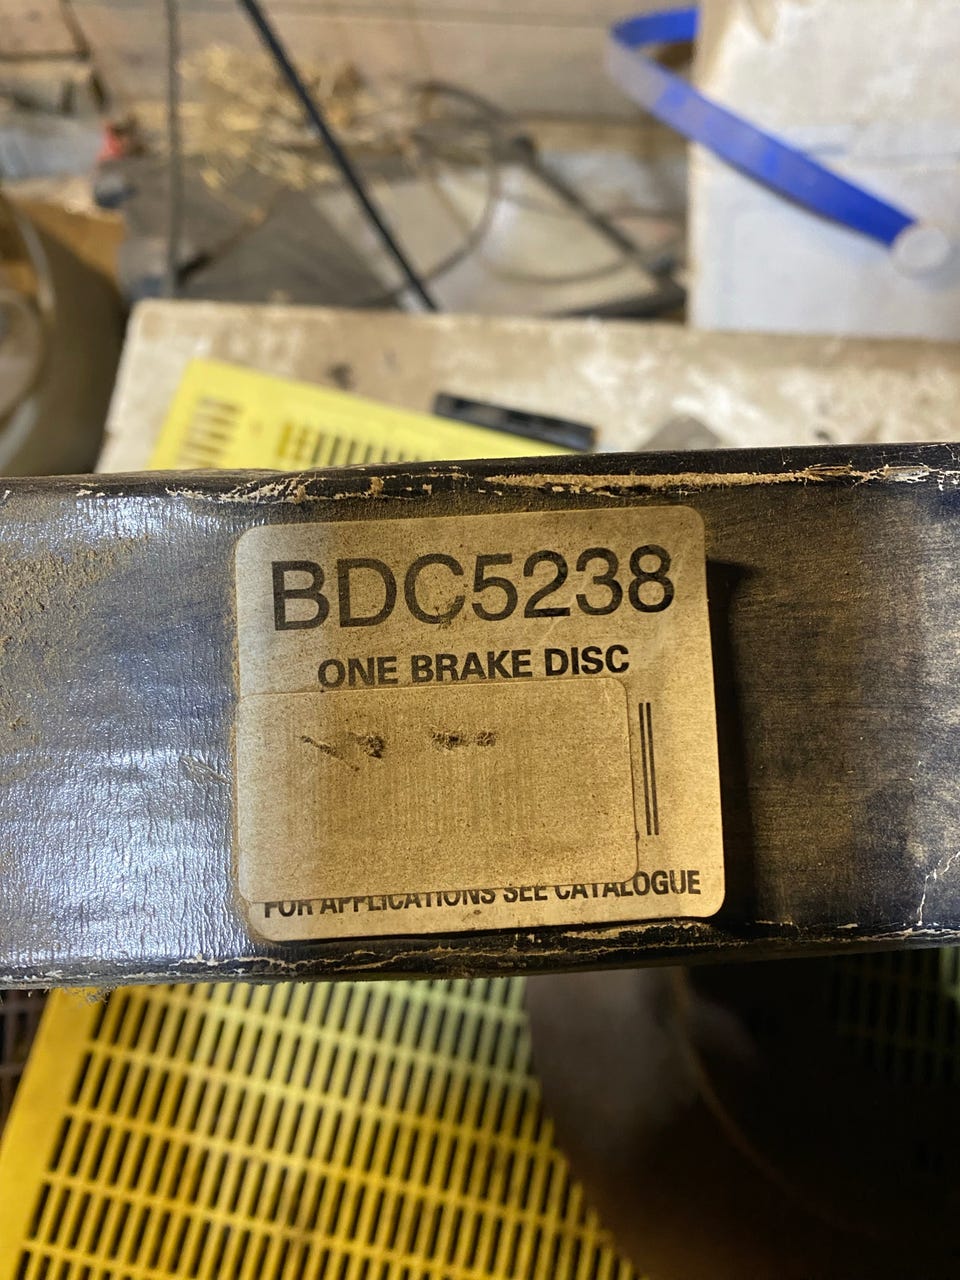 BDC5238
ONE BRAKE DISC
FOR APPLICATIONS SEE CATALOGUE